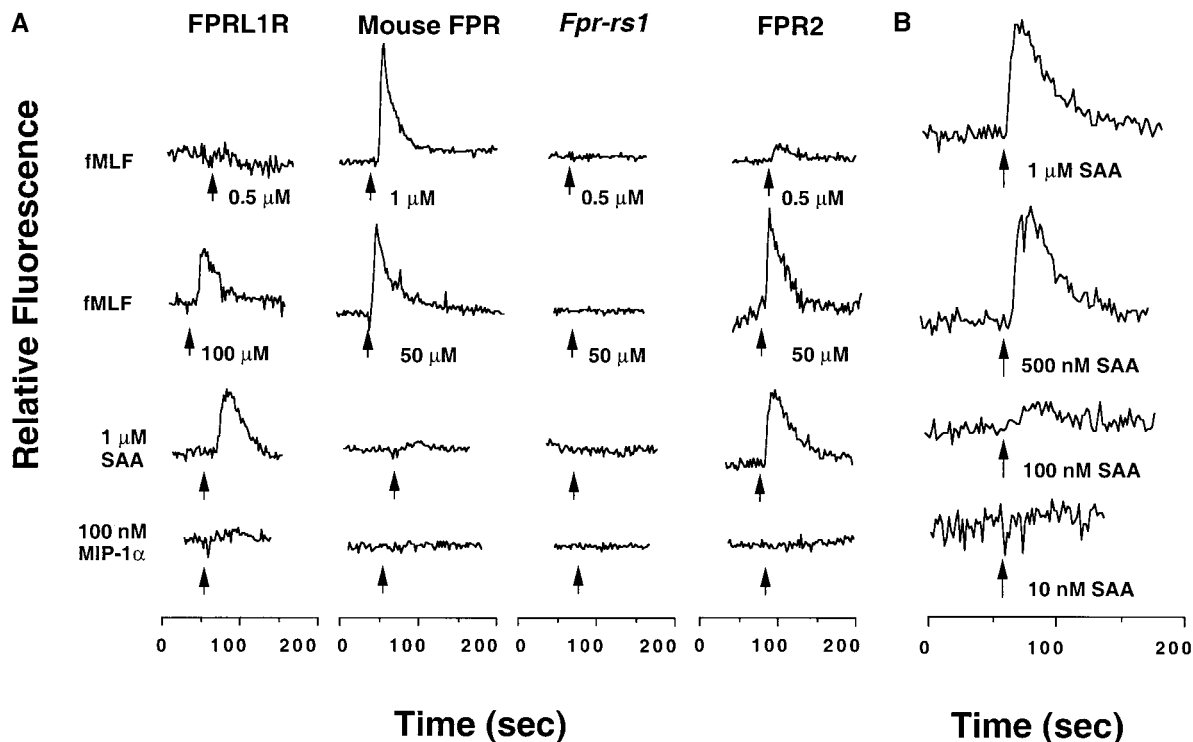 A
FPRL1R Mouse FPR Fpr-rs1 FPR2
B
Relative Fluorescence
fMLF
0.5 µM 1 µM 0.5 µM 0.5 µM
1 µM SAA
fMLF
100 µM 50 µM 50 µM 50 µM
500 nM SAA
1 µM
SAA
100 nM SAA
100 nM
MIP-1α
10 nM SAA
0 100 200 0 100 200 0 100 200 0 100 200
0 100 200
Time (sec) Time (sec)